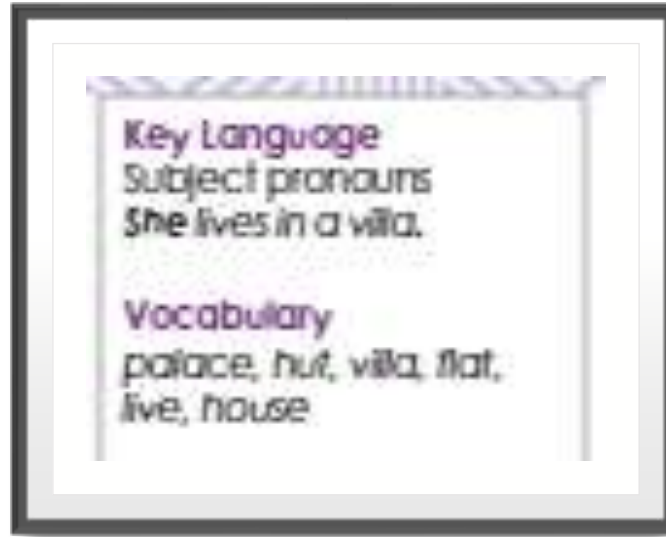 Key Language
Subject pronouns
She lives in a villa.
Vocabulary
palace, hut, villa, flat,
live, house